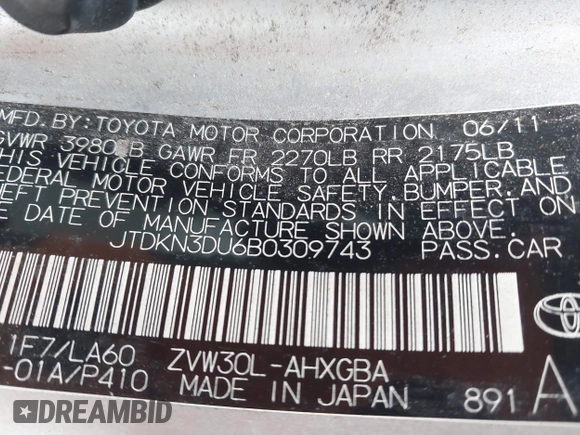 MFD. BY: TOYOTA MOTOR CORPORATION 06/11
GVWR 3980LB GAWR FR 2270LB RR 2175LB
THIS VEHICLE CONFORMS TO ALL APPLICABLE
FEDERAL MOTOR VEHICLE SAFETY, BUMPER, AND
THEFT PREVENTION STANDARDS IN EFFECT ON
THE DATE OF MANUFACTURE SHOWN ABOVE.
JTDKN3DU6B0309743 PASS. CAR
1F7/LA60 ZVW30L-AHXGBA
-01A/P410 MADE IN JAPAN 891 A
DREAMBID